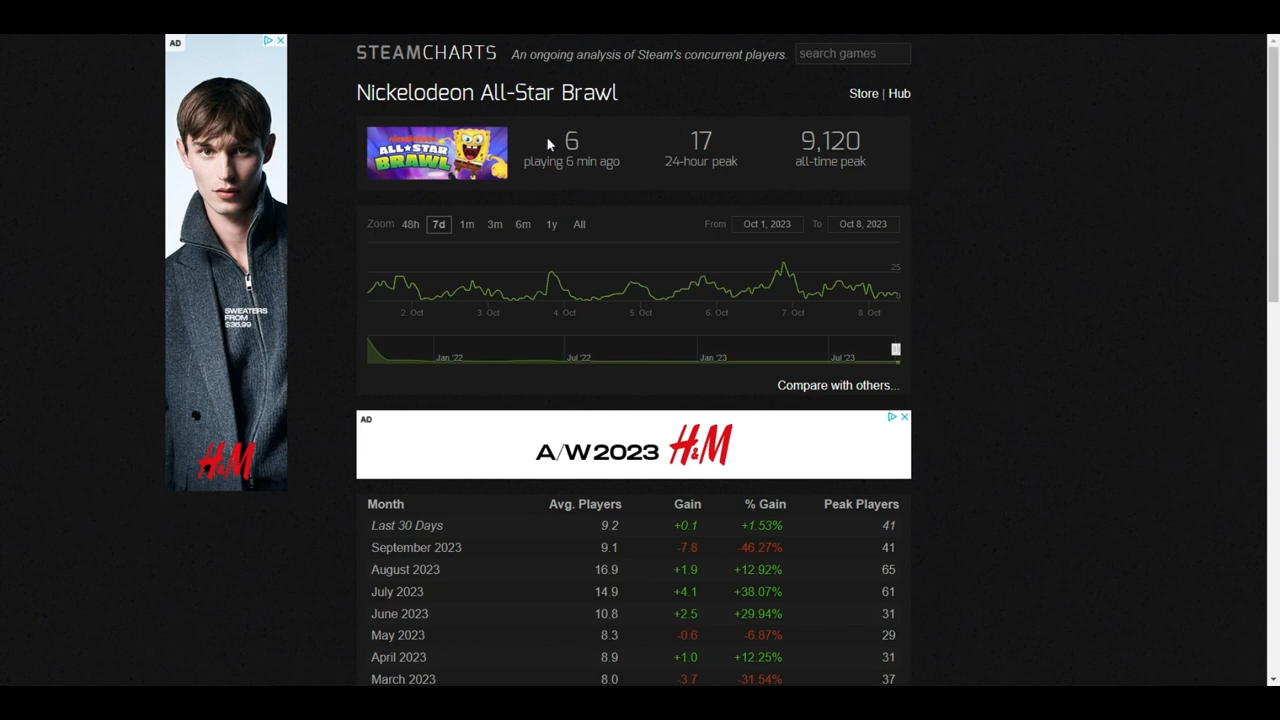 AD
SWEATERS
FROM
$36.99
H&M
STEAMCHARTS An ongoing analysis of Steam's concurrent players. search games
Nickelodeon All-Star Brawl Store | Hub
NICKELODEON
ALL★STAR
BRAWL
6 17 9,120
playing 6 min ago 24-hour peak all-time peak
Zoom 48h 7d 1m 3m 6m 1y All From Oct 1, 2023 To Oct 8, 2023
25
0
2. Oct 3. Oct 4. Oct 5. Oct 6. Oct 7. Oct 8. Oct
Jan '22 Jul '22 Jan '23 Jul '23
Compare with others...
AD
A/W2023 H&M
Month Avg. Players Gain % Gain Peak Players
Last 30 Days 9.2 +0.1 +1.53% 41
September 2023 9.1 -7.8 -46.27% 41
August 2023 16.9 +1.9 +12.92% 65
July 2023 14.9 +4.1 +38.07% 61
June 2023 10.8 +2.5 +29.94% 31
May 2023 8.3 -0.6 -6.87% 29
April 2023 8.9 +1.0 +12.25% 31
March 2023 8.0 -3.7 -31.54% 37